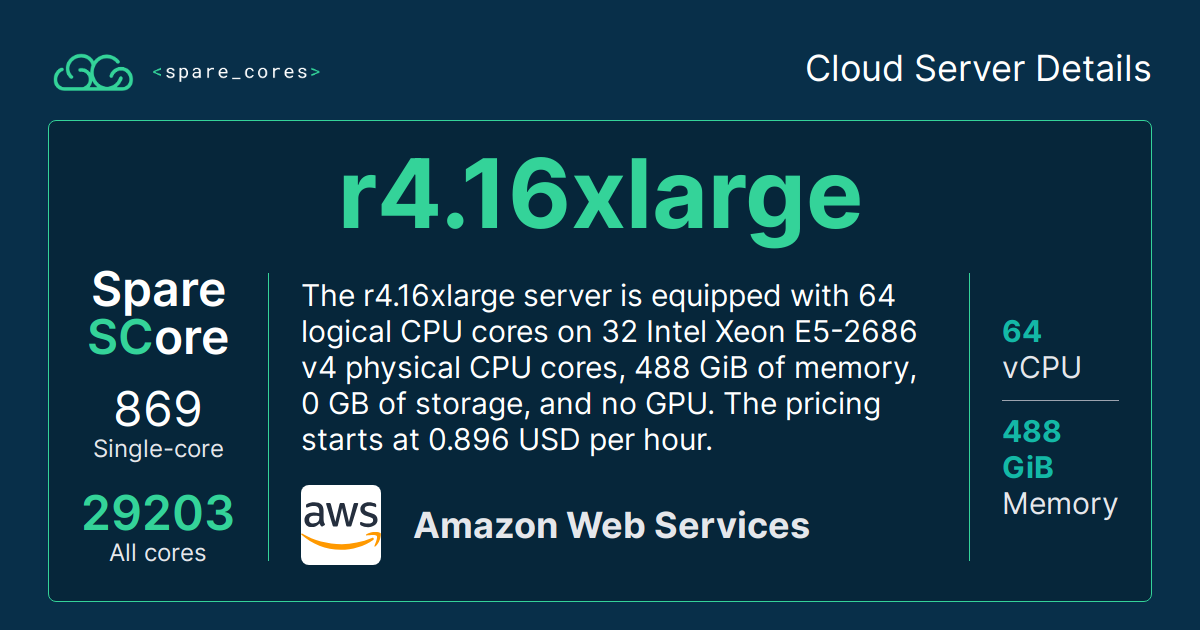 <spare_cores>
Cloud Server Details
r4.16xlarge
Spare
SCore
869
Single-core
29203
All cores
The r4.16xlarge server is equipped with 64
logical CPU cores on 32 Intel Xeon E5-2686
v4 physical CPU cores, 488 GiB of memory,
0 GB of storage, and no GPU. The pricing
starts at 0.896 USD per hour.
aws
Amazon Web Services
64
vCPU
488
GiB
Memory